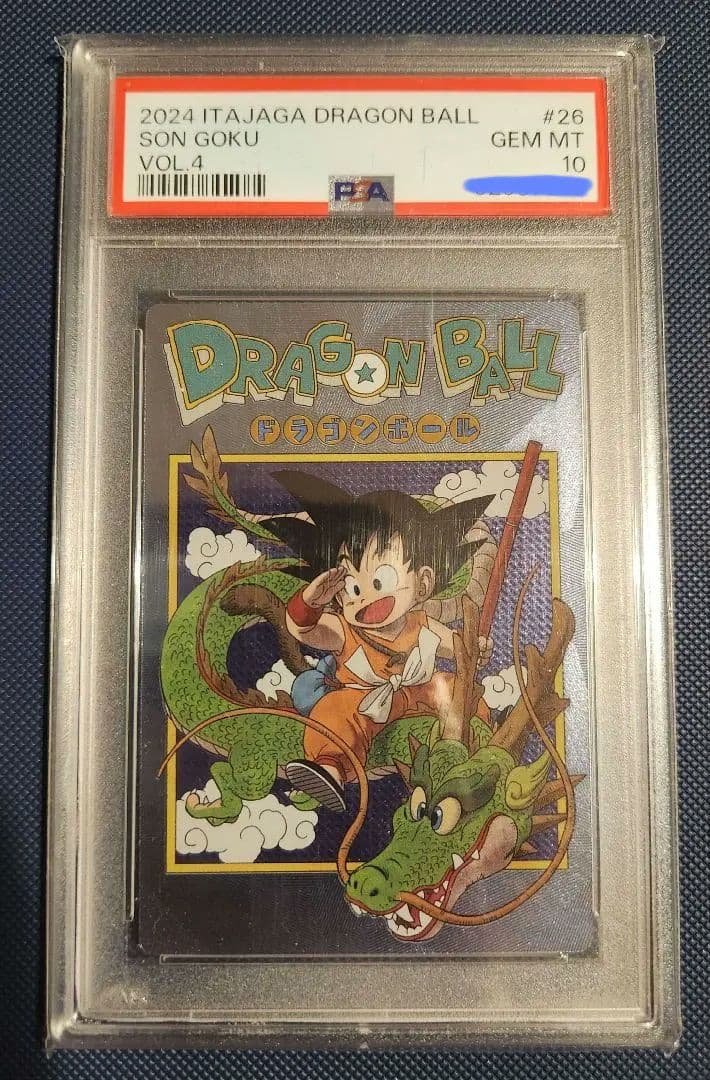 2024 ITAJAGA DRAGON BALL #26
SON GOKU GEM MT
VOL.4 10
PSA
DRAGON BALL
ドラゴンボール